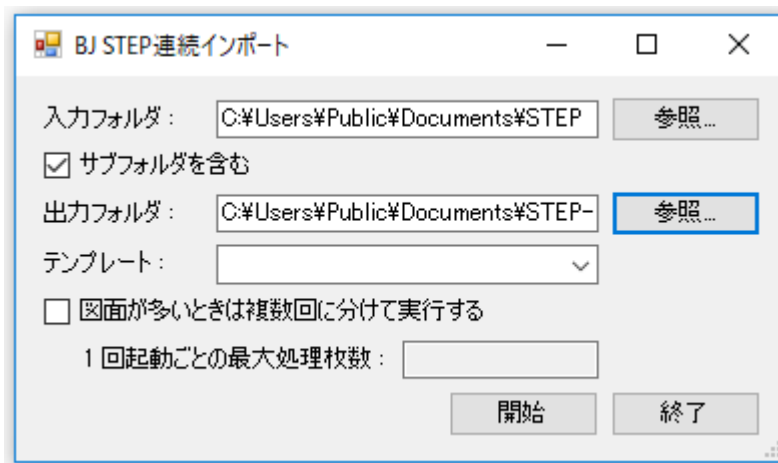 BJ STEP連続インポート
入力フォルダ： C:¥Users¥Public¥Documents¥STEP 参照...
サブフォルダを含む
出力フォルダ： C:¥Users¥Public¥Documents¥STEP- 参照...
テンプレート：
図面が多いときは複数回に分けて実行する
1回起動ごとの最大処理枚数：
開始 終了